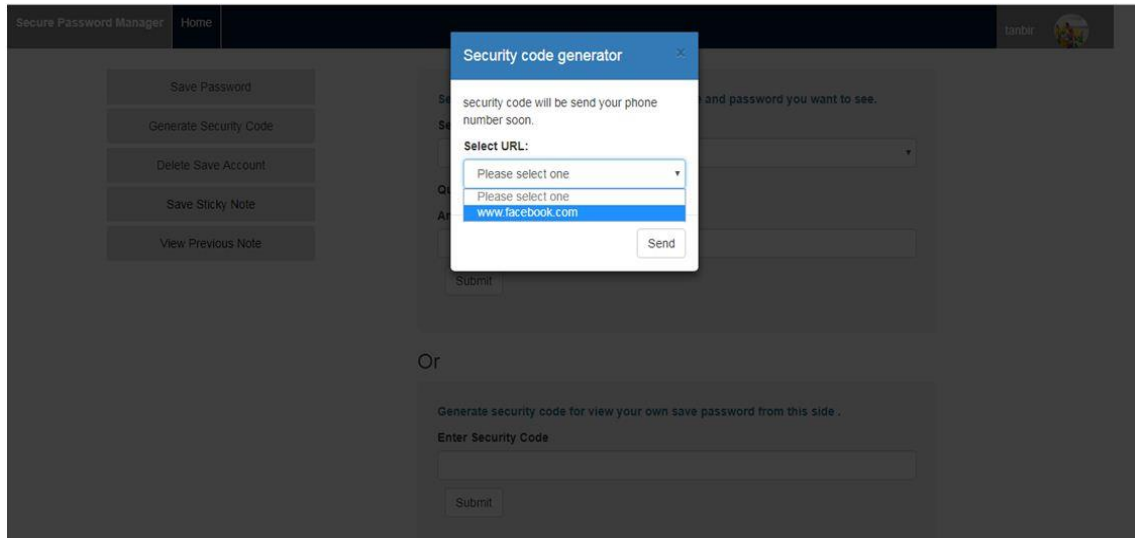 Secure Password Manager Home
tanbir
Security code generator ×
security code will be send your phone
number soon.
Select URL:
Please select one
Please select one
www.facebook.com
Send
Save Password
Generate Security Code
Delete Save Account
Save Sticky Note
View Previous Note
and password you want to see.
Submit
Or
Generate security code for view your own save password from this side .
Enter Security Code
Submit